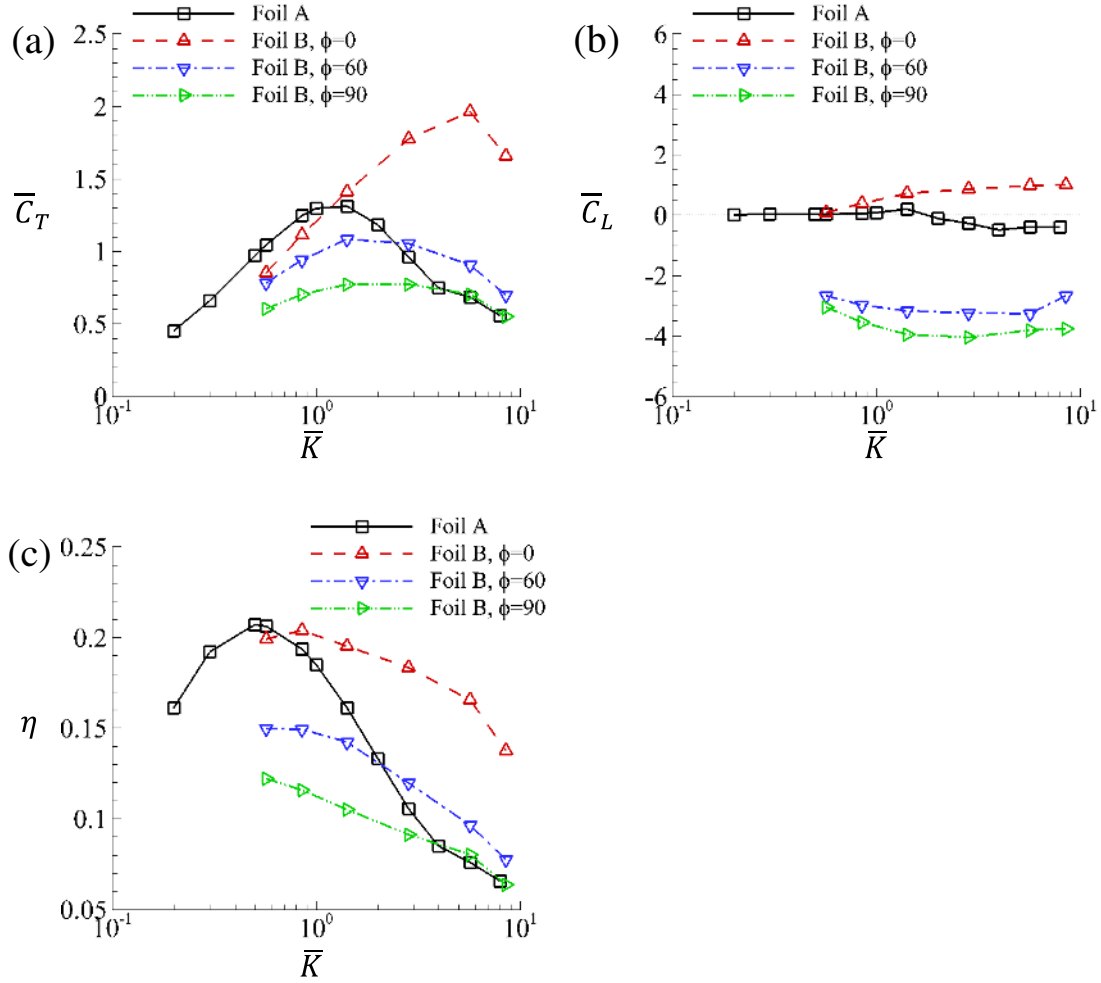 (a)
Foil A
Foil B, ϕ=0
Foil B, ϕ=60
Foil B, ϕ=90
2.5
2
1.5
1
0.5
0
C̅_T
10⁻¹ 10⁰ 10¹
K̅
(b)
Foil A
Foil B, ϕ=0
Foil B, ϕ=60
Foil B, ϕ=90
6
4
2
0
-2
-4
-6
C̅_L
10⁻¹ 10⁰ 10¹
K̅
(c)
Foil A
Foil B, ϕ=0
Foil B, ϕ=60
Foil B, ϕ=90
0.25
0.2
0.15
0.1
0.05
η
10⁻¹ 10⁰ 10¹
K̅